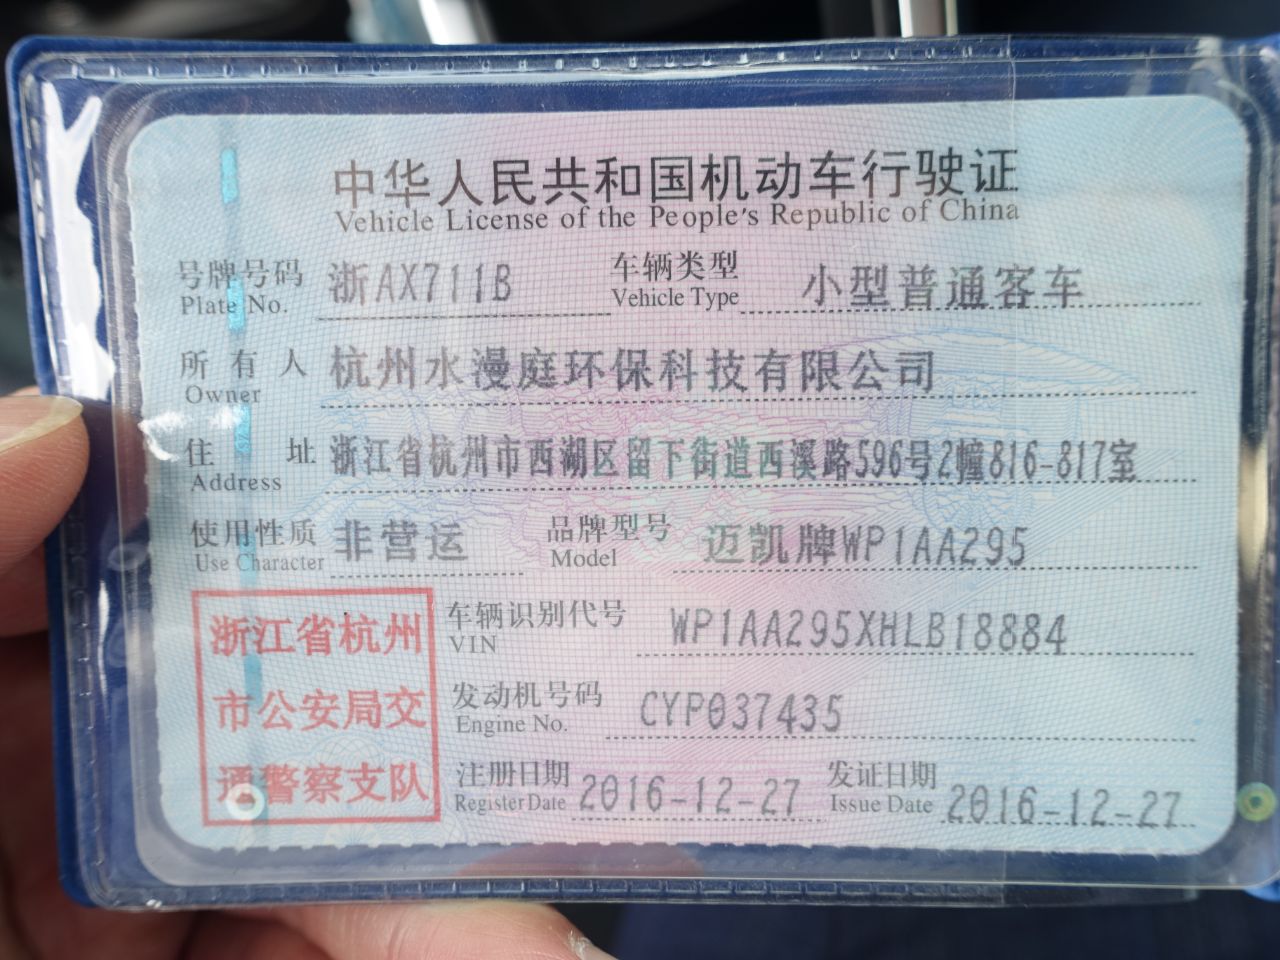 中华人民共和国机动车行驶证
Vehicle License of the People's Republic of China
号牌号码 浙AX711B 车辆类型 小型普通客车
Plate No. Vehicle Type
所有人 杭州水漫庭环保科技有限公司
Owner
住址 浙江省杭州市西湖区留下街道西溪路596号2幢816-817室
Address
使用性质 非营运 品牌型号 迈凯牌WP1AA295
Use Character Model
浙江省杭州
市公安局交
通警察支队
车辆识别代号 WP1AA295XHLB18884
VIN
发动机号码 CYP037435
Engine No.
注册日期 2016-12-27 发证日期 2016-12-27
Register Date Issue Date